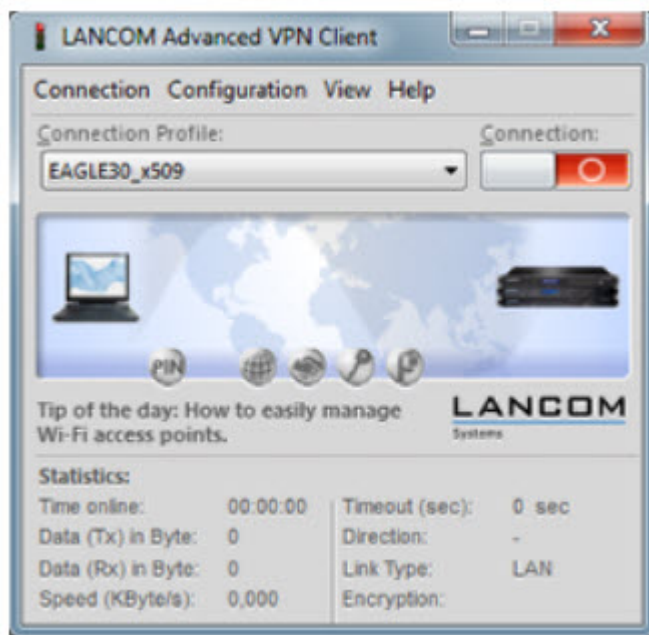 LANCOM Advanced VPN Client
Connection Configuration View Help
Connection Profile: Connection:
EAGLE30_x509
PIN
Tip of the day: How to easily manage
Wi-Fi access points.
LANCOM
Systems
Statistics:
Time online: 00:00:00 Timeout (sec): 0 sec
Data (Tx) in Byte: 0 Direction: -
Data (Rx) in Byte: 0 Link Type: LAN
Speed (KByte/s): 0,000 Encryption: